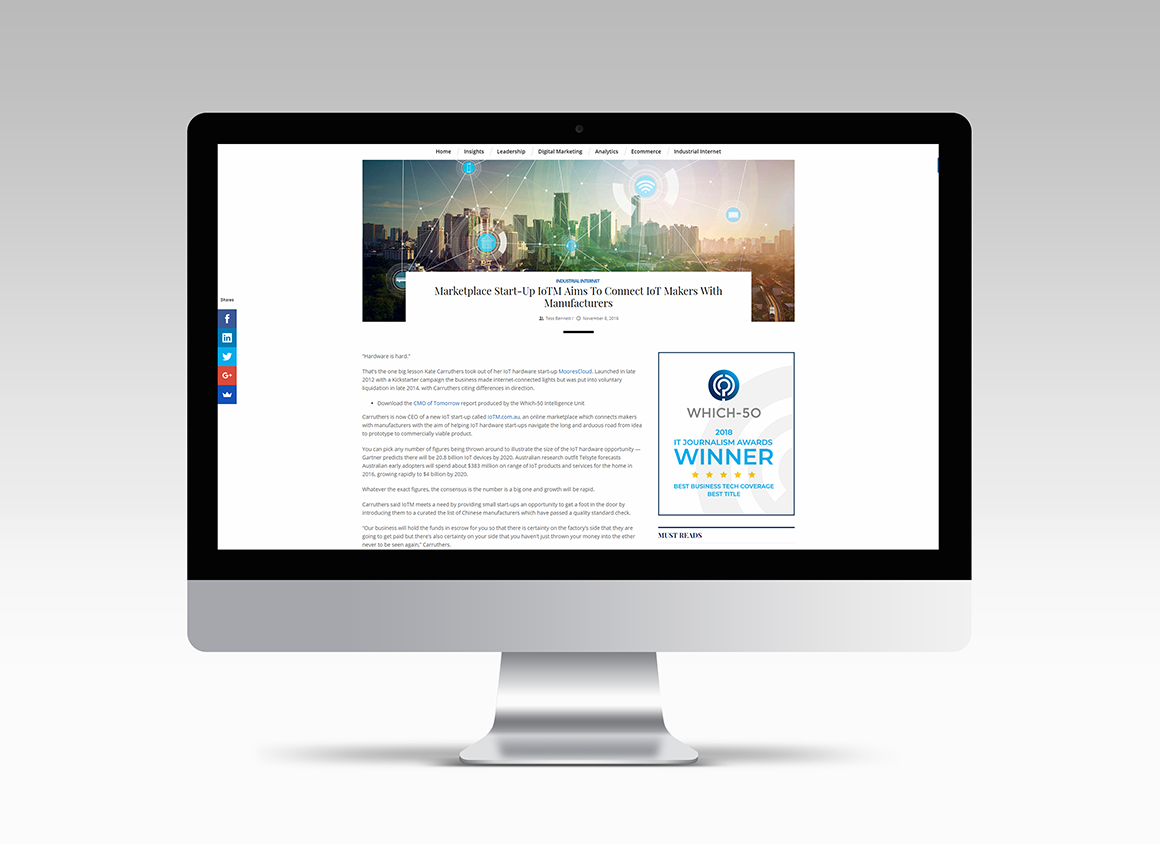 Home / Insights / Leadership / Digital Marketing / Analytics / Ecommerce / Industrial Internet
INDUSTRIAL INTERNET
Marketplace Start-Up IoTM Aims To Connect IoT Makers With
Manufacturers
Tess Bennett / November 8, 2016
Shares
"Hardware is hard."
That's the one big lesson Kate Carruthers took out of her IoT hardware start-up MooresCloud. Launched in late
2012 with a Kickstarter campaign the business made internet-connected lights but was put into voluntary
liquidation in late 2014, with Carruthers citing differences in direction.
• Download the CMO of Tomorrow report produced by the Which-50 Intelligence Unit
Carruthers is now CEO of a new IoT start-up called IoTM.com.au, an online marketplace which connects makers
with manufacturers with the aim of helping IoT hardware start-ups navigate the long and arduous road from idea
to prototype to commercially viable product.
You can pick any number of figures being thrown around to illustrate the size of the IoT hardware opportunity —
Gartner predicts there will be 20.8 billion IoT devices by 2020. Australian research outfit Telsyte forecasts
Australian early adopters will spend about $383 million on range of IoT products and services for the home in
2016, growing rapidly to $4 billion by 2020.
Whatever the exact figures, the consensus is the number is a big one and growth will be rapid.
Carruthers said IoTM meets a need by providing small start-ups an opportunity to get a foot in the door by
introducing them to a curated the list of Chinese manufacturers which have passed a quality standard check.
"Our business will hold the funds in escrow for you so that there is certainty on the factory's side that they are
going to get paid but there's also certainty on your side that you haven't just thrown your money into the ether
never to be seen again," Carruthers.
WHICH-50
2018
IT JOURNALISM AWARDS
WINNER
BEST BUSINESS TECH COVERAGE
BEST TITLE
MUST READS